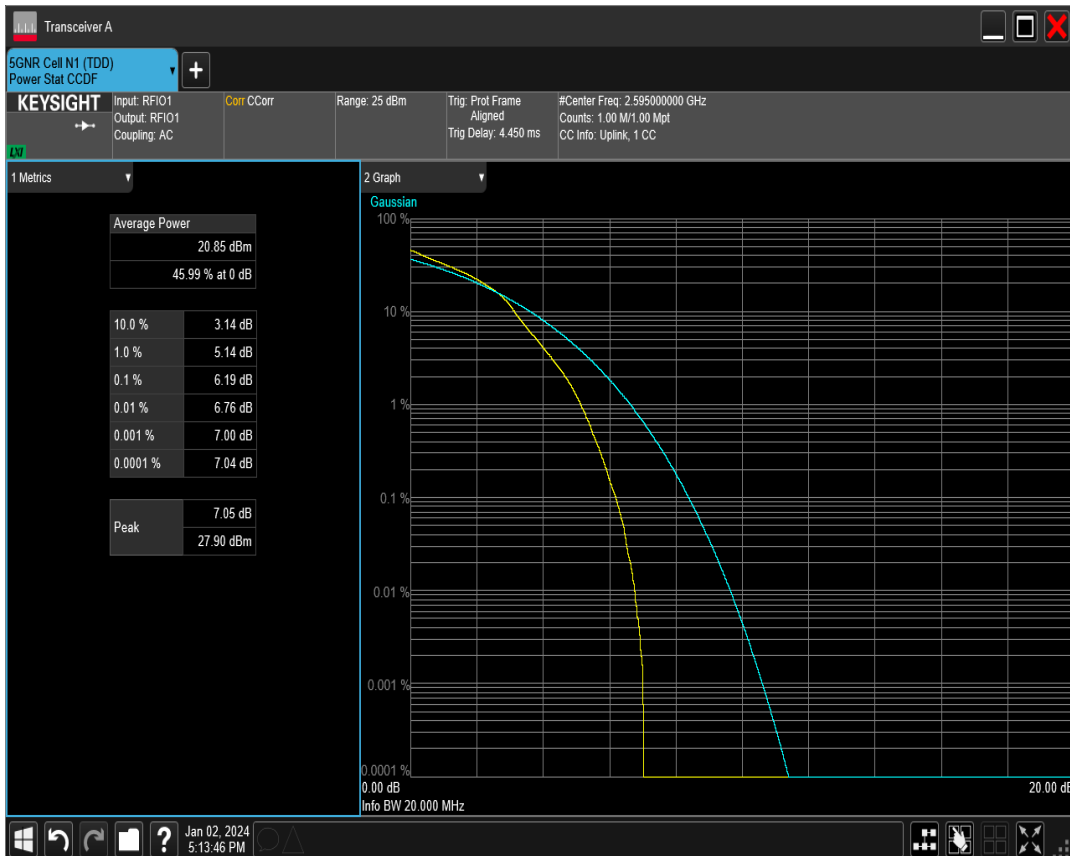 Transceiver A
5GNR Cell N1 (TDD)
Power Stat CCDF
+
KEYSIGHT
LXI
Input: RFIO1
Output: RFIO1
Coupling: AC
Corr CCorr
Range: 25 dBm
Trig: Prot Frame
Aligned
Trig Delay: 4.450 ms
#Center Freq: 2.595000000 GHz
Counts: 1.00 M/1.00 Mpt
CC Info: Uplink, 1 CC
1 Metrics
Average Power
20.85 dBm
45.99 % at 0 dB
10.0 % 3.14 dB
1.0 % 5.14 dB
0.1 % 6.19 dB
0.01 % 6.76 dB
0.001 % 7.00 dB
0.0001 % 7.04 dB
Peak
7.05 dB
27.90 dBm
2 Graph
Gaussian
100 %
10 %
1 %
0.1 %
0.01 %
0.001 %
0.0001 %
0.00 dB 20.00 dB
Info BW 20.000 MHz
?
Jan 02, 2024
5:13:46 PM